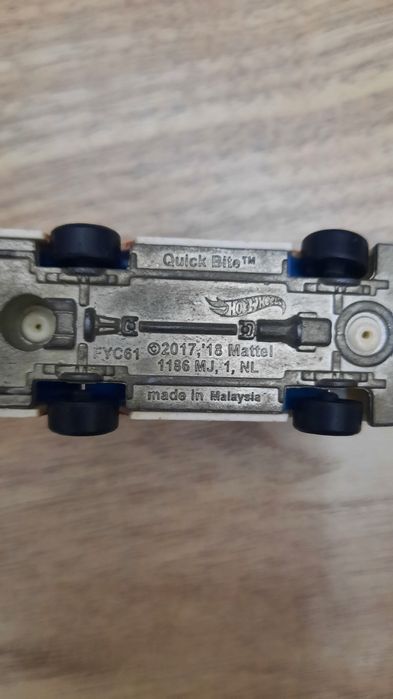 Quick Bite™
HOT WHEELS
FYC61 ©2017,'18 Mattel
1186 MJ, 1, NL
made in Malaysia